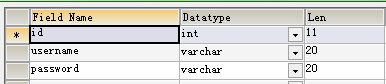 Field Name Datatype Len
* id int 11
username varchar 20
password varchar 20